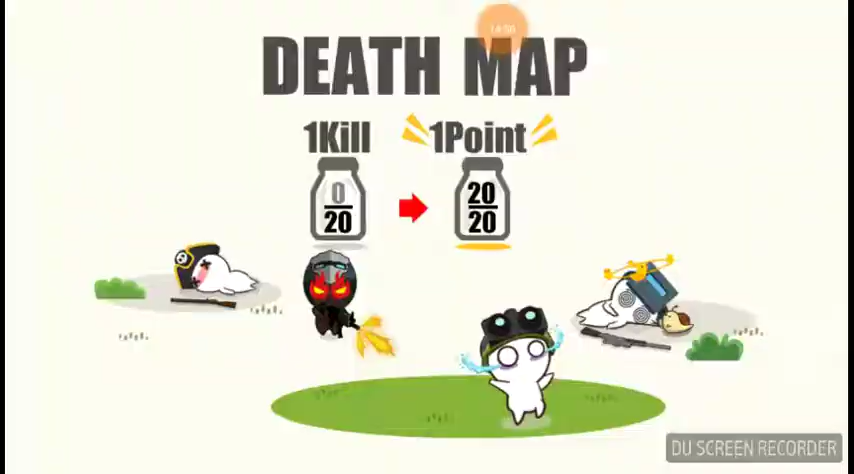 DEATH MAP
1Kill
1Point
0
20
20
20
DU SCREEN RECORDER